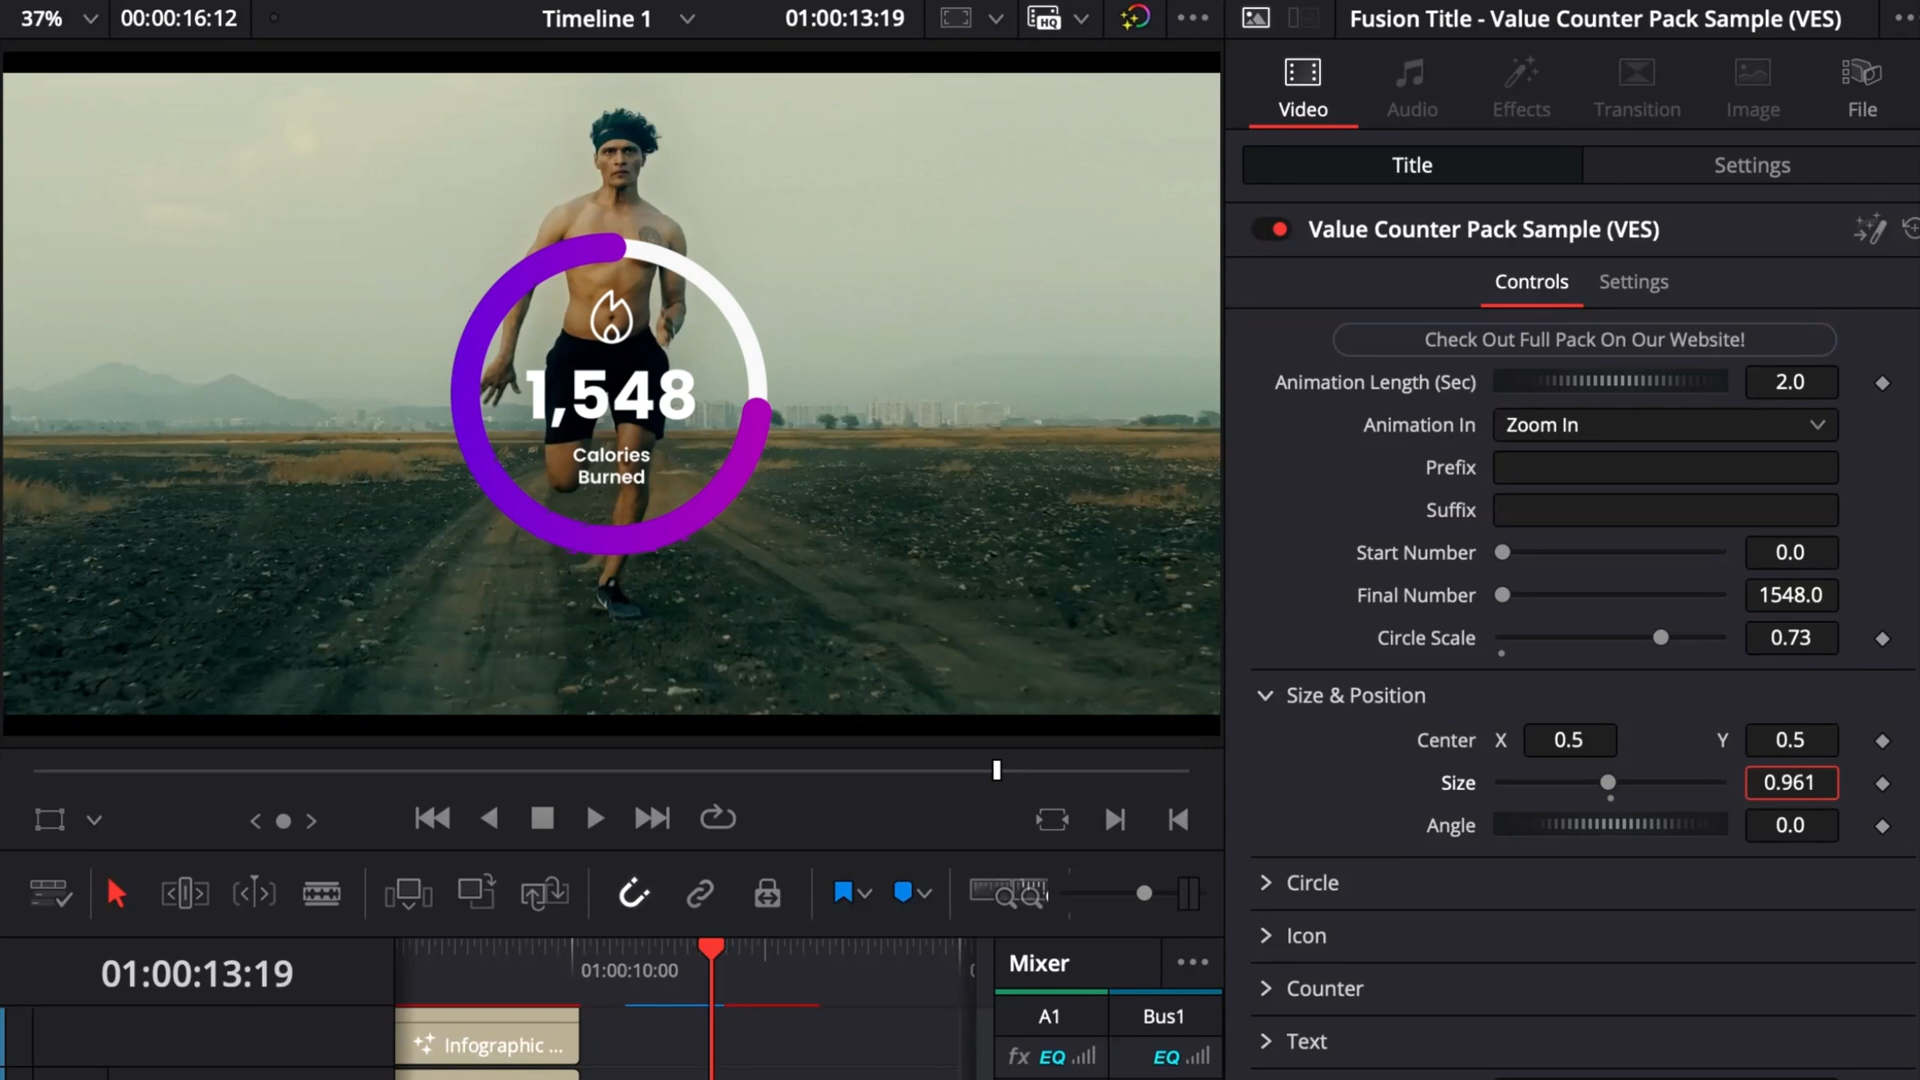 37%
00:00:16:12
Timeline 1
01:00:13:19
HQ
Fusion Title - Value Counter Pack Sample (VES)
Video
Audio
Effects
Transition
Image
File
Title
Settings
Value Counter Pack Sample (VES)
Controls
Settings
Check Out Full Pack On Our Website!
Animation Length (Sec)
2.0
Animation In
Zoom In
Prefix
Suffix
Start Number
0.0
Final Number
1548.0
Circle Scale
0.73
Size & Position
Center
X
0.5
Y
0.5
Size
0.961
Angle
0.0
Circle
Icon
Counter
Text
1,548
Calories
Burned
01:00:13:19
01:00:10:00
Infographic ...
Mixer
A1
Bus1
fx
EQ
EQ